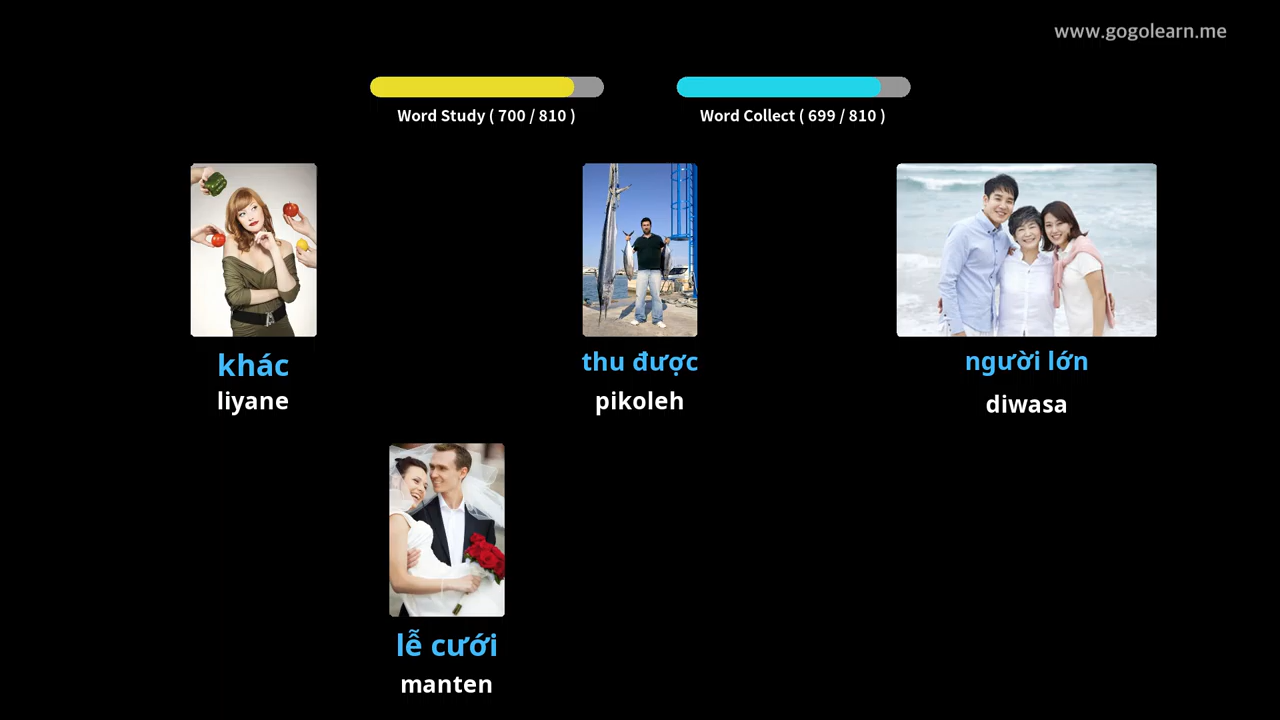 www.gogolearn.me
Word Study ( 700 / 810 )
Word Collect ( 699 / 810 )
khác
liyane
thu được
pikoleh
người lớn
diwasa
lễ cưới
manten